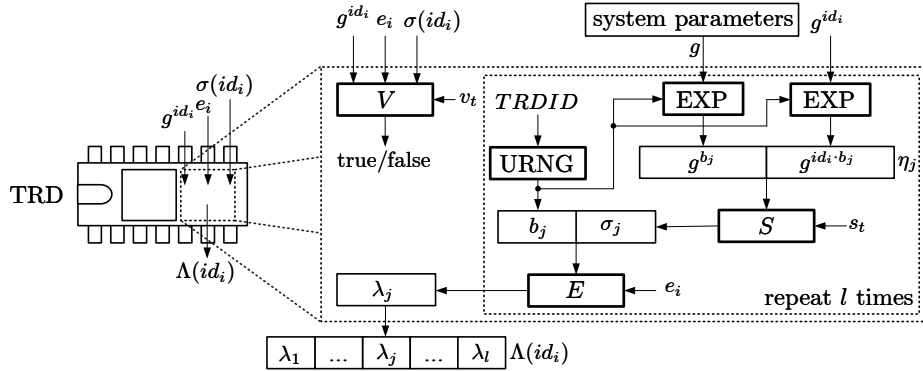 system parameters
g^{id_i} e_i σ(id_i)
g
g^{id_i}
V
v_t
true/false
TRDID
EXP
EXP
URNG
g^{b_j}
g^{id_i·b_j}
η_j
b_j
σ_j
S
s_t
E
e_i
repeat l times
λ_j
λ_1 ... λ_j ... λ_l Λ(id_i)
TRD
g^{id_i} e_i σ(id_i)
Λ(id_i)